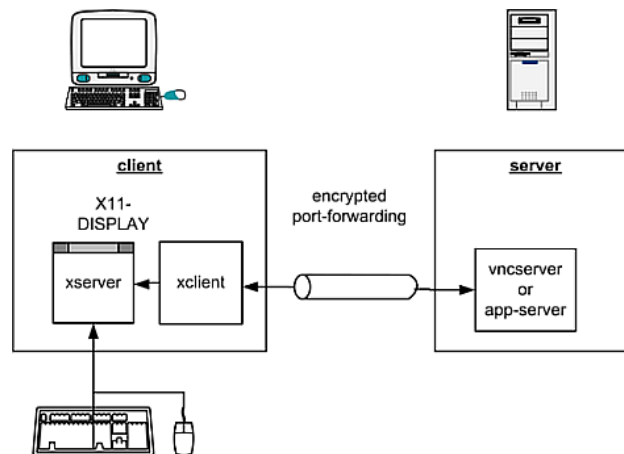 client
server
X11-
DISPLAY
encrypted
port-forwarding
xserver
xclient
vncserver
or
app-server